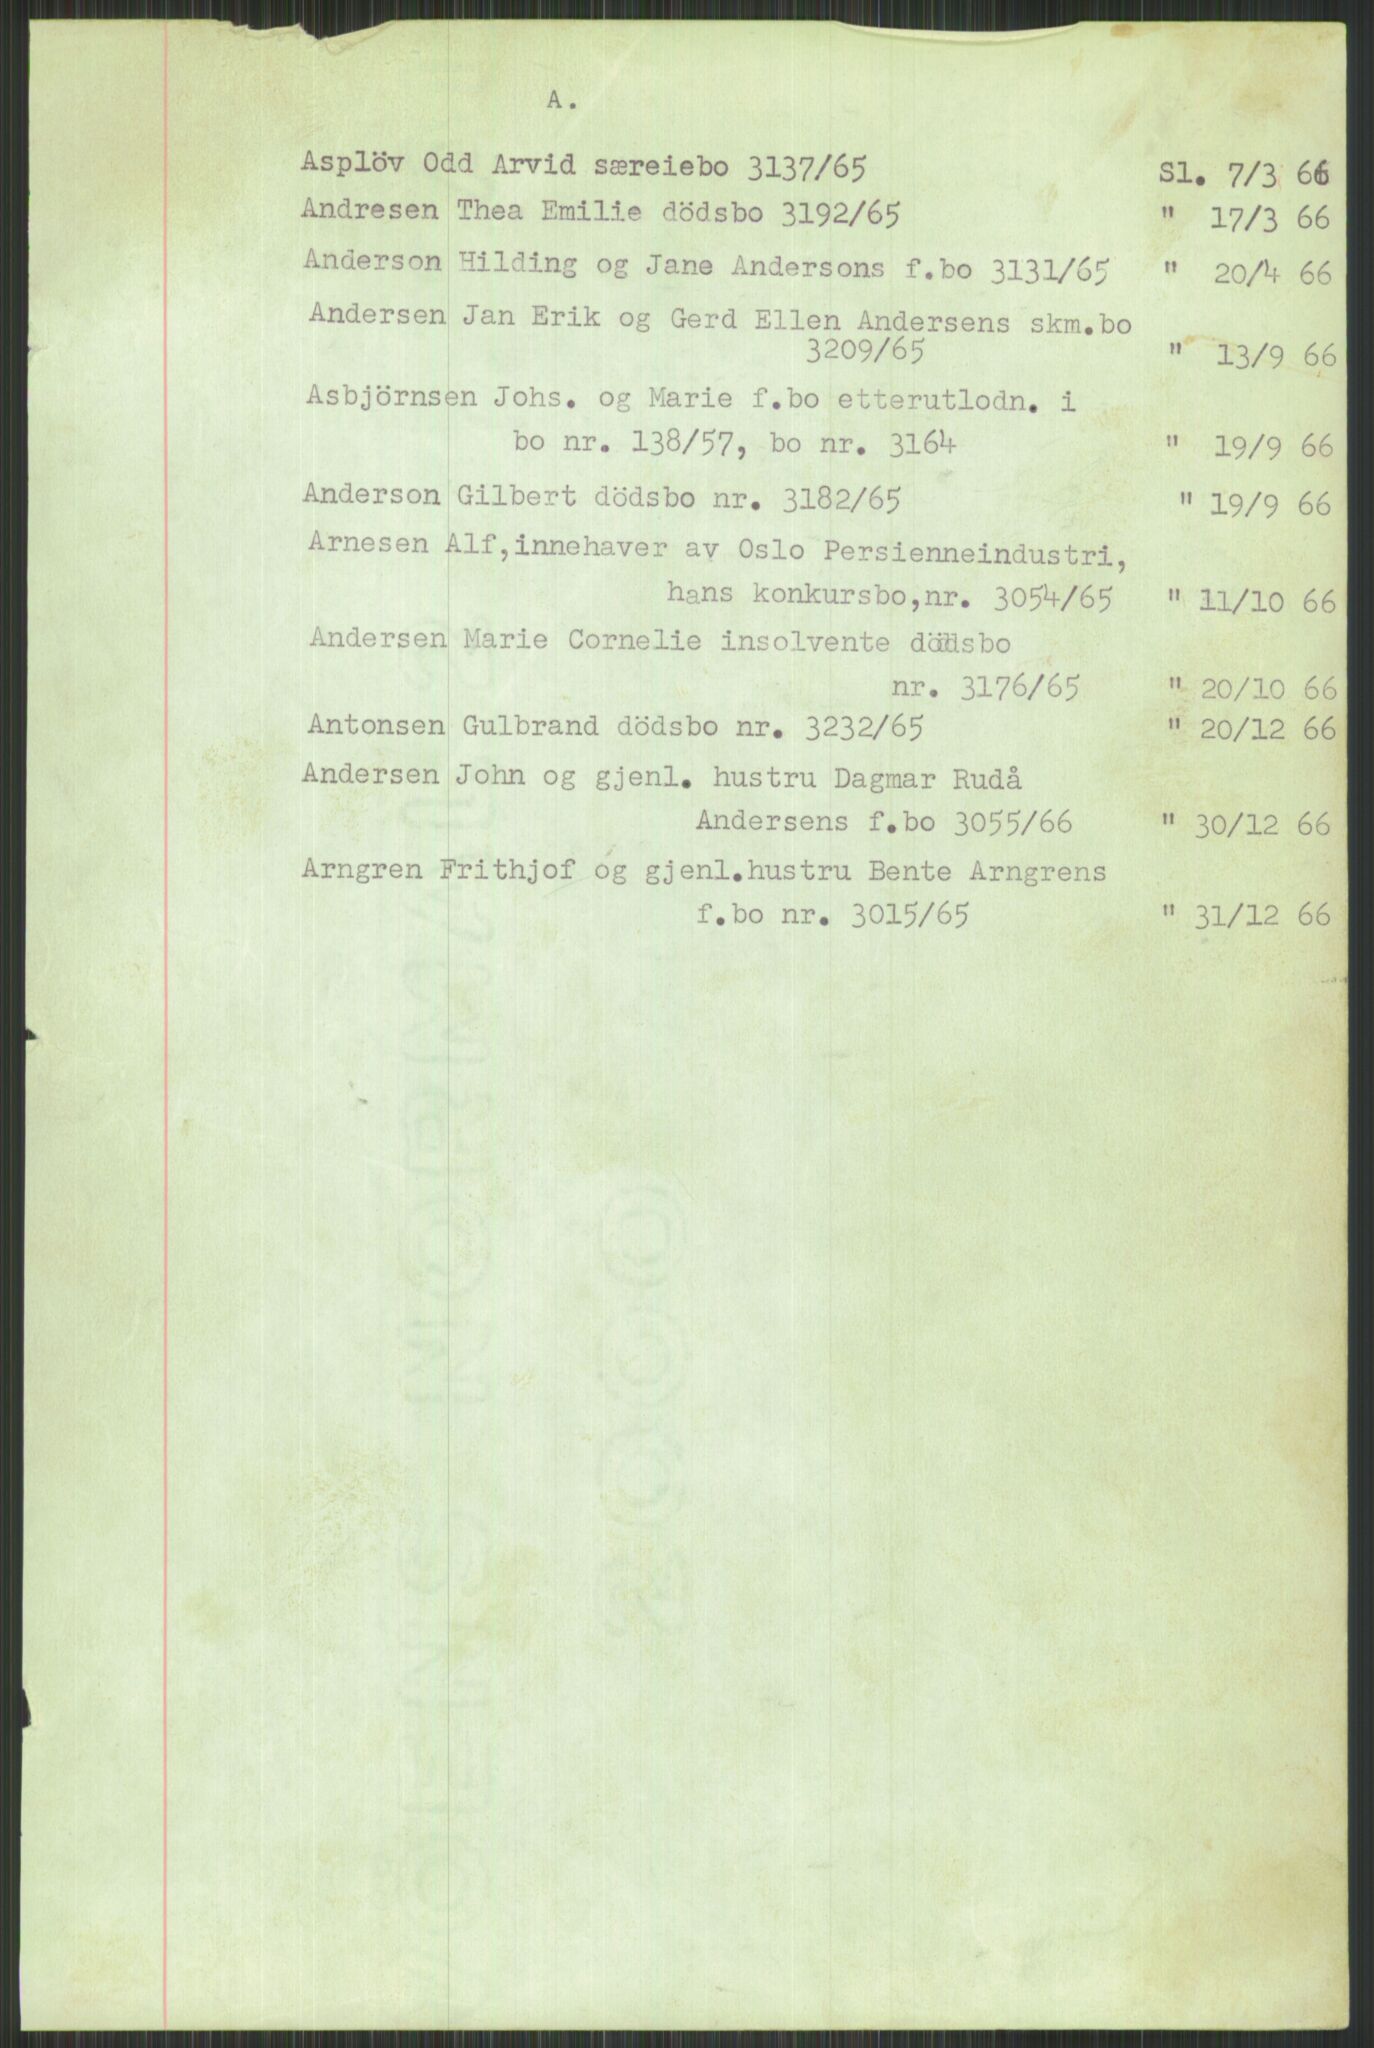 A.
Asplöv Odd Arvid særeiebo 3137/65 Sl. 7/3 66
Andresen Thea Emilie dödsbo 3192/65 " 17/3 66
Anderson Hilding og Jane Andersons f.bo 3131/65 " 20/4 66
Andersen Jan Erik og Gerd Ellen Andersens skm.bo
3209/65 " 13/9 66
Asbjörnsen Johs. og Marie f.bo etterutlodn. i
bo nr. 138/57, bo nr. 3164 " 19/9 66
Anderson Gilbert dödsbo nr. 3182/65 " 19/9 66
Arnesen Alf,innehaver av Oslo Persienneindustri,
hans konkursbo,nr. 3054/65 " 11/10 66
Andersen Marie Cornelie insolvente dödsbo
nr. 3176/65 " 20/10 66
Antonsen Gulbrand dödsbo nr. 3232/65 " 20/12 66
Andersen John og gjenl. hustru Dagmar Rudå
Andersens f.bo 3055/66 " 30/12 66
Arngren Frithjof og gjenl.hustru Bente Arngrens
f.bo nr. 3015/65 " 31/12 66